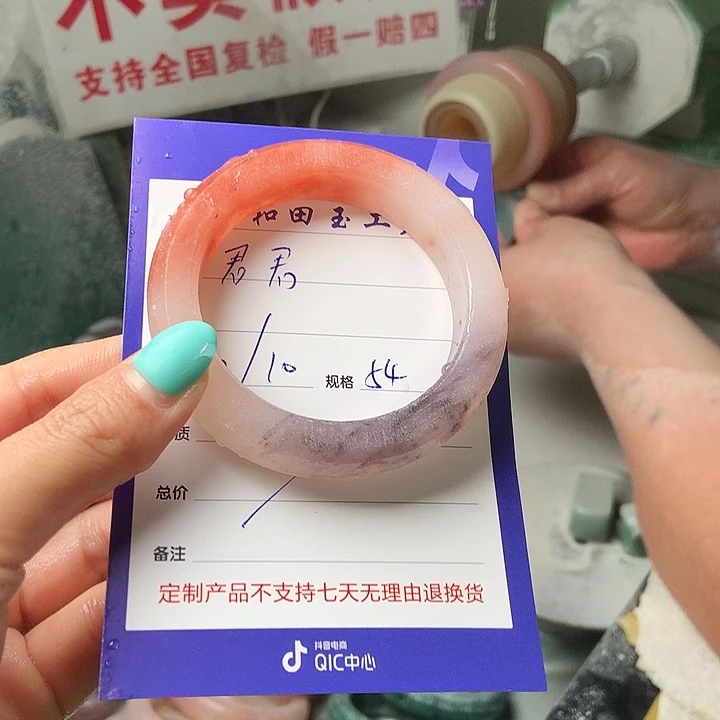 支持全国复检 假一赔四
和田玉工
君君
/10 规格 54
质
总价
备注
定制产品不支持七天无理由退换货
抖音电商
QIC中心